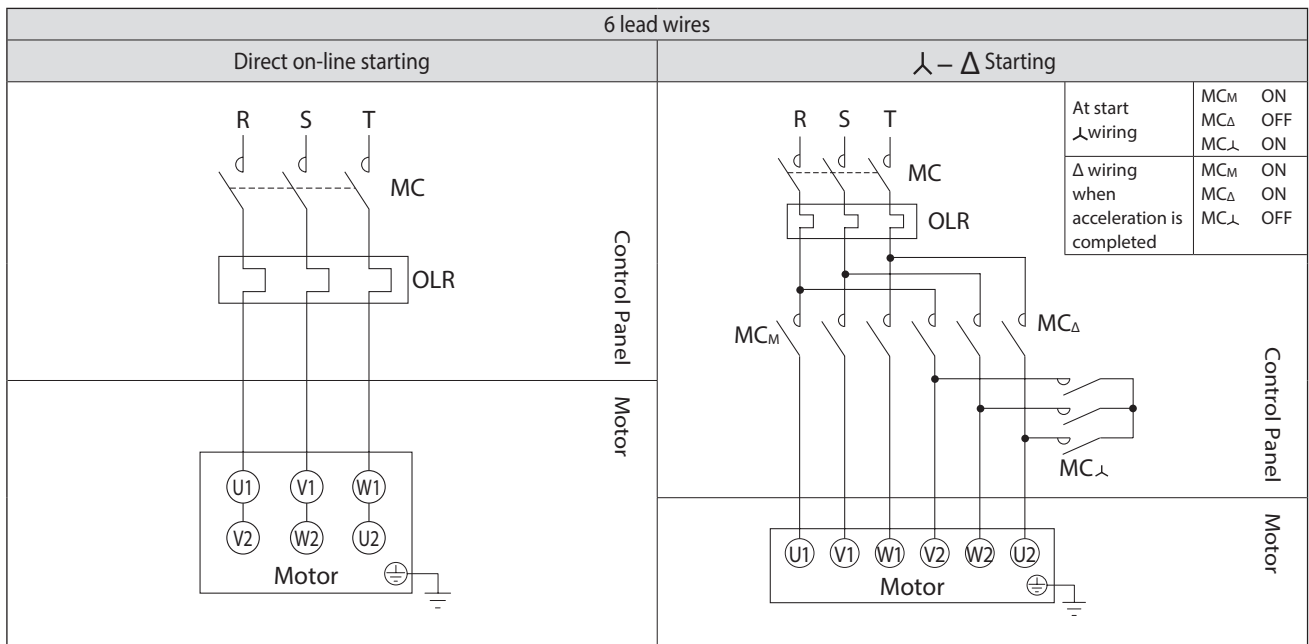 6 lead wires
Direct on-line starting
R S T
MC
OLR
Control Panel
Motor
U1 V1 W1
V2 W2 U2
Motor
⅄ – Δ Starting
At start
⅄wiring
MCM ON
MCΔ OFF
MC⅄ ON
Δ wiring
when
acceleration is
completed
MCM ON
MCΔ ON
MC⅄ OFF
R S T
MC
OLR
MCM
MCΔ
MC⅄
Control Panel
Motor
U1 V1 W1 V2 W2 U2
Motor